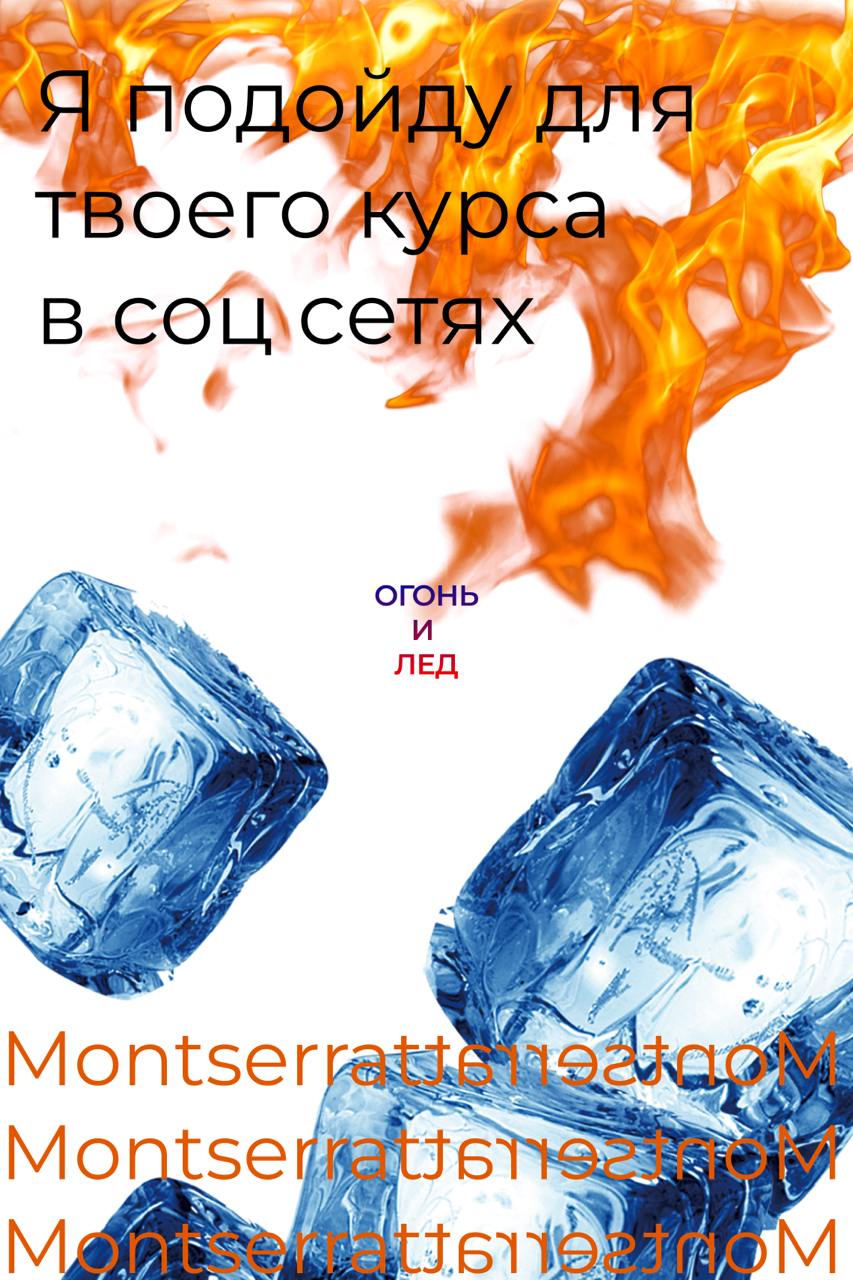 Я подойду для
твоего курса
в соц сетях
ОГОНЬ
И
ЛЕД
MontserrattarrestnoM
MontserrattarrestnoM
MontserrattarrestnoM